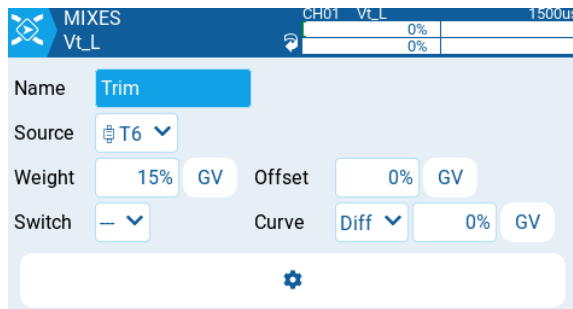 MIXES
Vt_L
CH01 Vt_L 1500us
0%
0%
Name Trim
Source T6
Weight 15% GV Offset 0% GV
Switch --- Curve Diff 0% GV